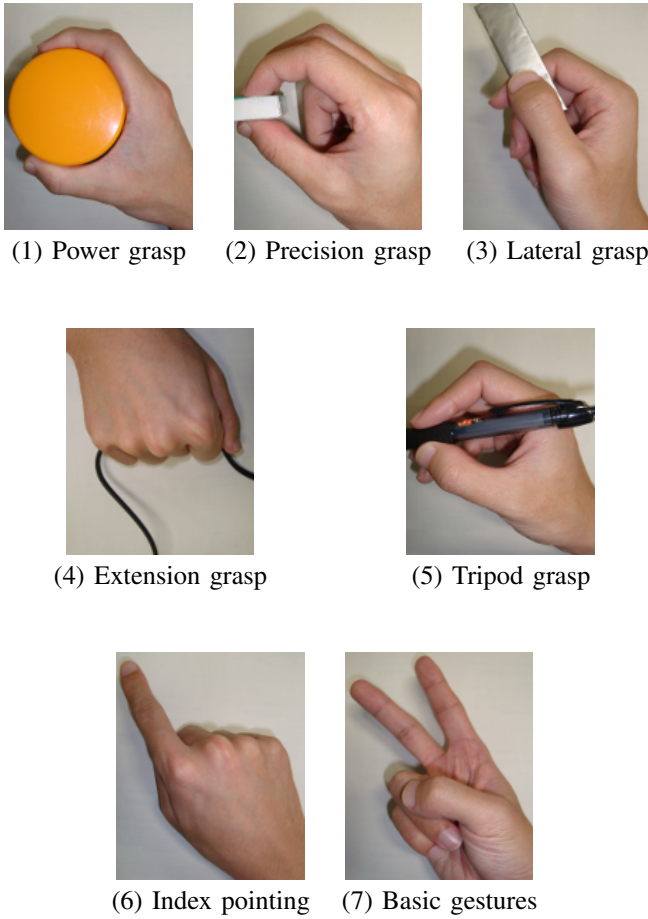 (1) Power grasp (2) Precision grasp (3) Lateral grasp
(4) Extension grasp (5) Tripod grasp
(6) Index pointing (7) Basic gestures